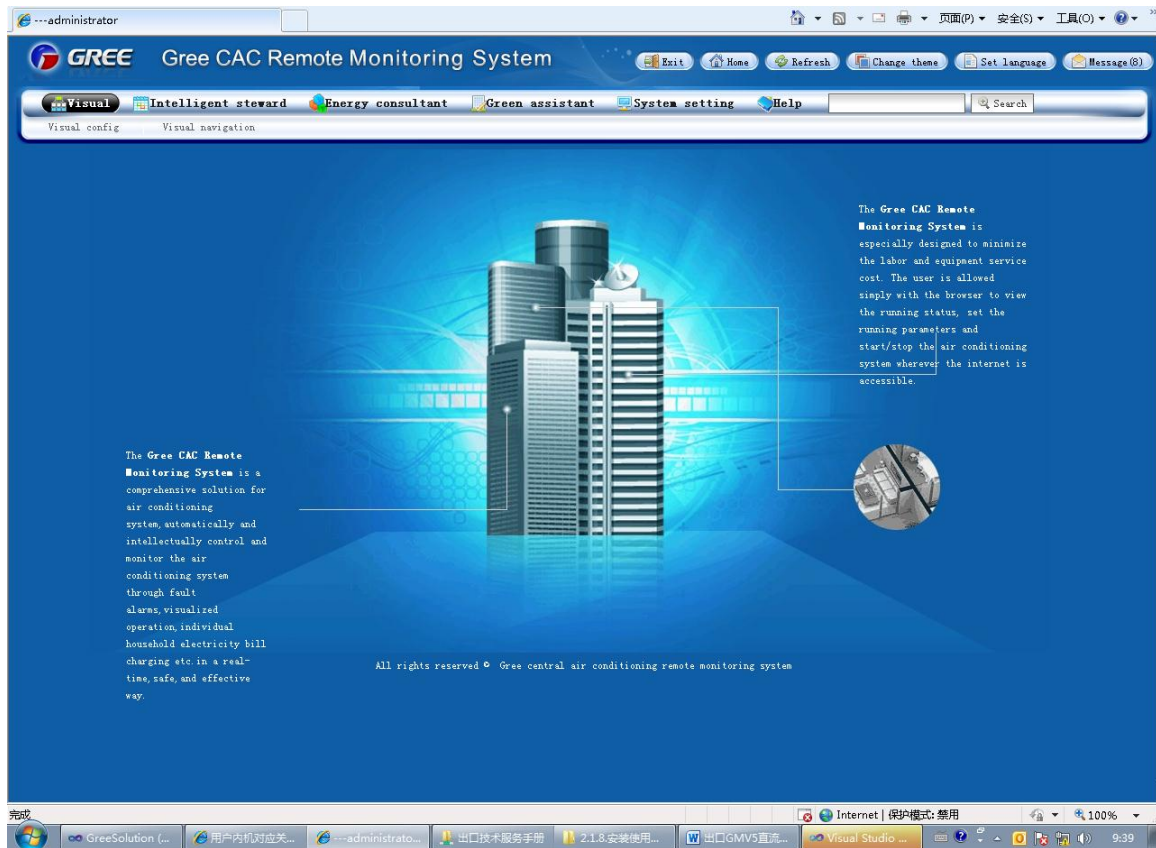 ---administrator
页面(P)
安全(S)
工具(O)
GREE
Gree CAC Remote Monitoring System
Exit
Home
Refresh
Change theme
Set language
Message(8)
Visual
Intelligent steward
Energy consultant
Green assistant
System setting
Help
Search
Visual config
Visual navigation
The Gree CAC Remote
Monitoring System is
especially designed to minimize
the labor and equipment service
cost. The user is allowed
simply with the browser to view
the running status, set the
running parameters and
start/stop the air conditioning
system wherever the internet is
accessible.
The Gree CAC Remote
Monitoring System is a
comprehensive solution for
air conditioning
system,automatically and
intellectually control and
monitor the air
conditioning system
through fault
alarms,visualized
operation,individual
household electricity bill
charging etc.in a real-
time,safe,and effective
way.
All rights reserved © Gree central air conditioning remote monitoring system
完成
Internet | 保护模式: 禁用
100%
GreeSolution (...
用户内机对应关...
---administrato...
出口技术服务手册
2.1.8.安装使用...
出口GMV5直流...
Visual Studio ...
9:39